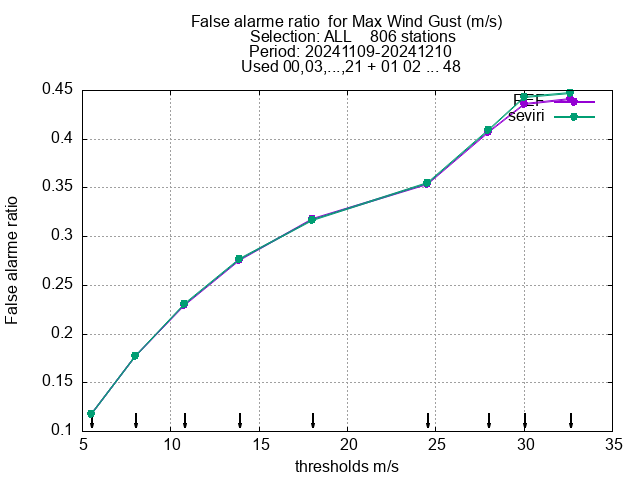 False alarme ratio  for Max Wind Gust (m/s)
Selection: ALL    806 stations
Period: 20241109-20241210
Used 00,03,...,21 + 01 02 ... 48
0.45
REF
seviri
0.4
0.35
0.3
0.25
0.2
0.15
0.1
False alarme ratio
5 10 15 20 25 30 35
thresholds m/s